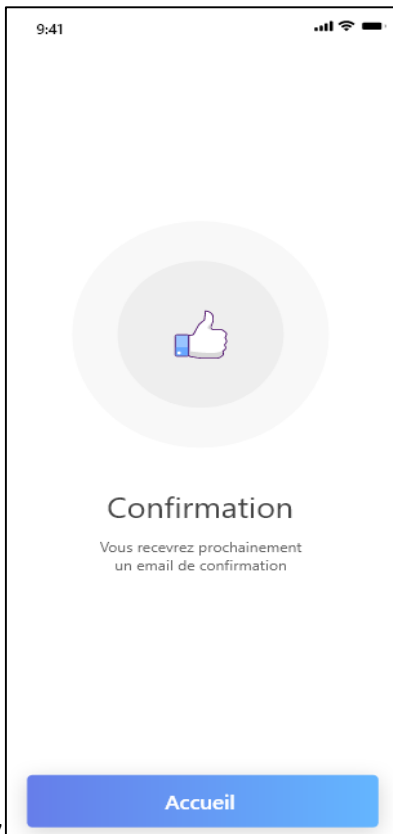 9:41
Confirmation
Vous recevrez prochainement
un email de confirmation
Accueil